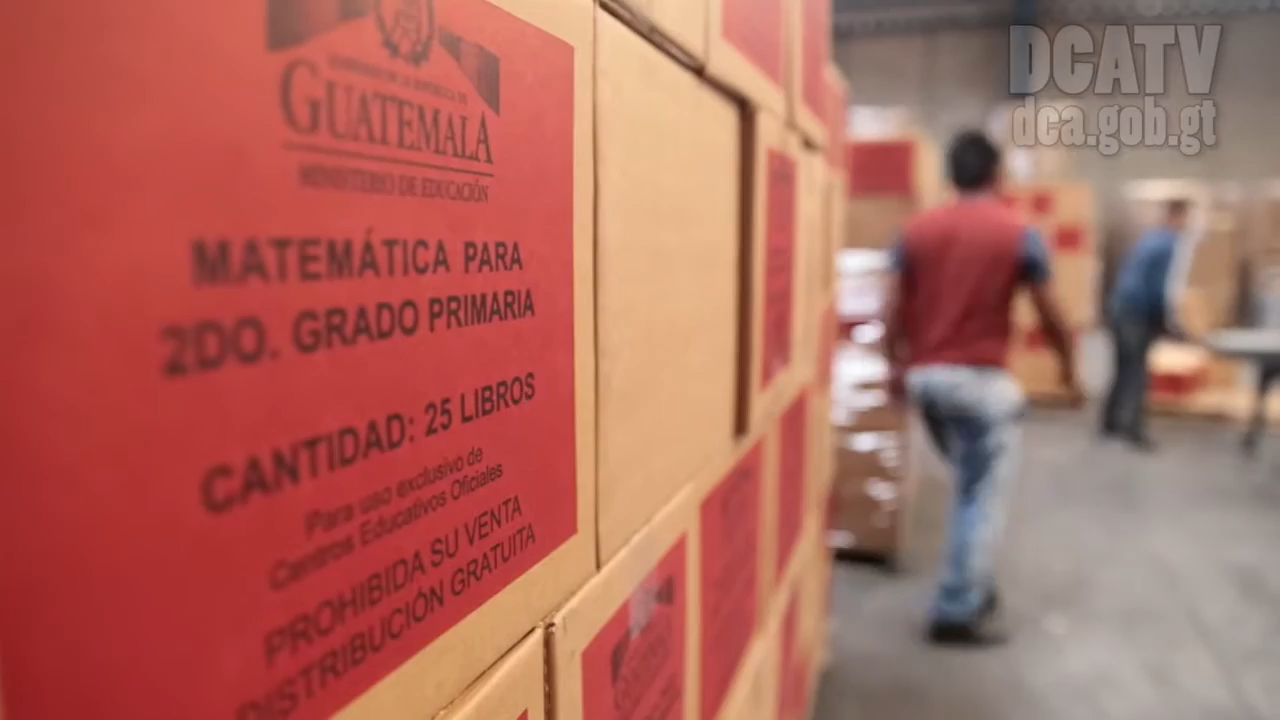 DCATV
dca.gob.gt
GUATEMALA
MINISTERIO DE EDUCACIÓN
MATEMÁTICA PARA
2DO. GRADO PRIMARIA
CANTIDAD: 25 LIBROS
Para uso exclusivo de
Centros Educativos Oficiales
PROHIBIDA SU VENTA
DISTRIBUCIÓN GRATUITA